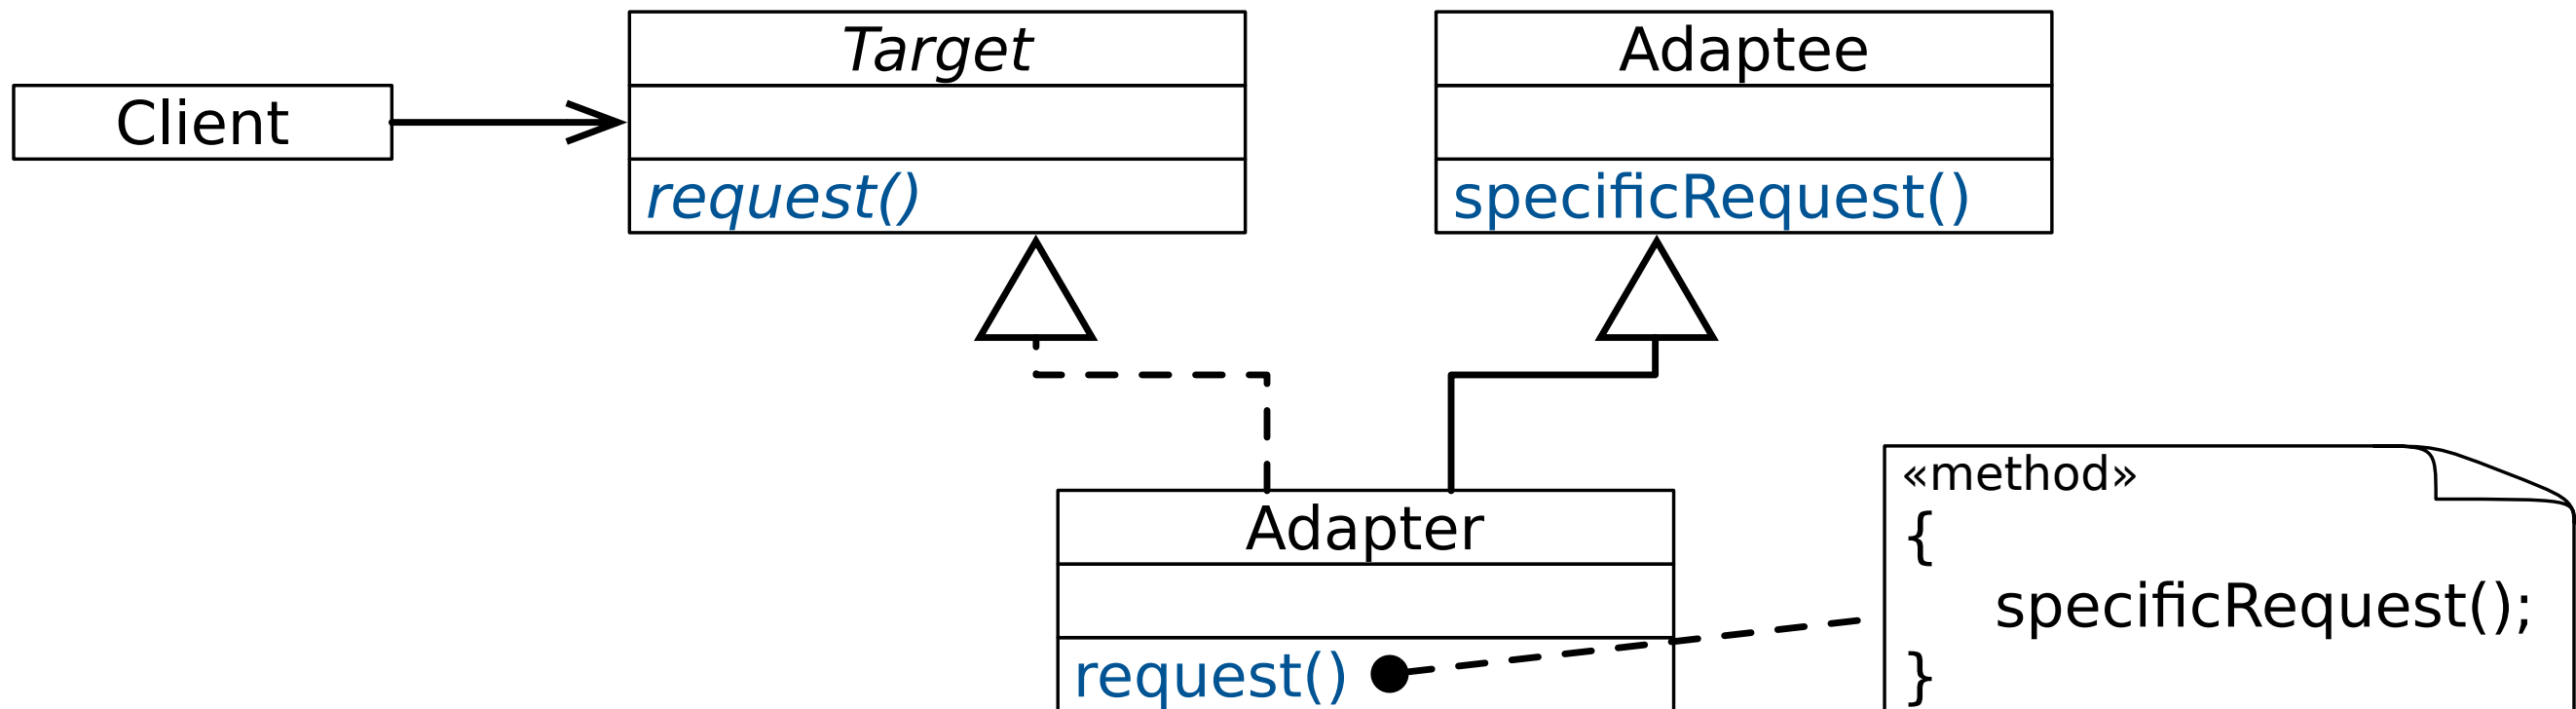 Client
Target
request()
Adaptee
specificRequest()
Adapter
request()
«method»
{
specificRequest();
}